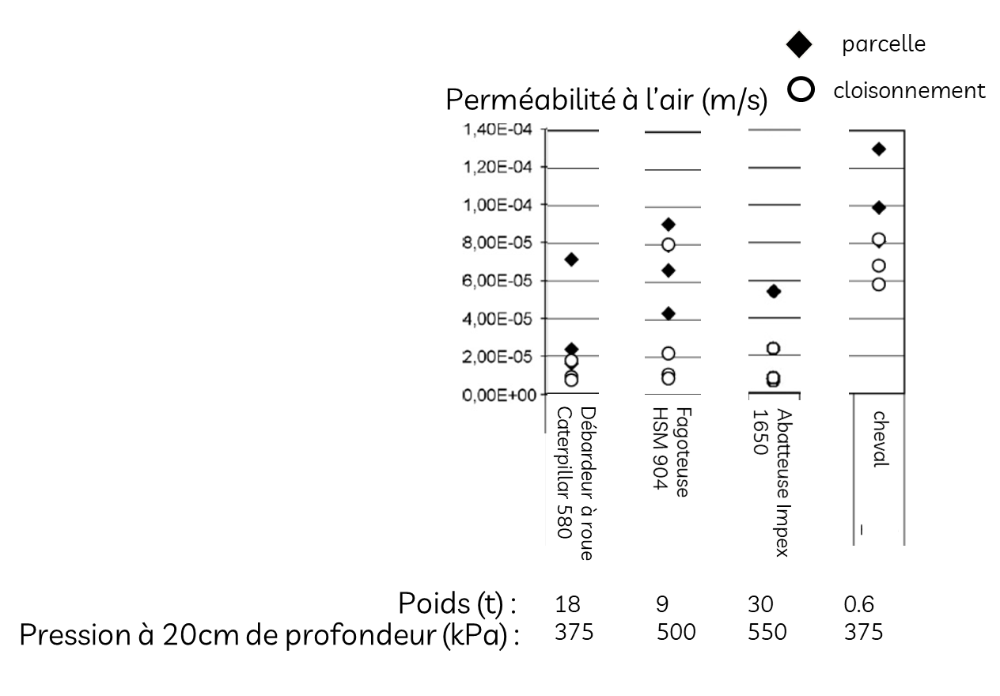 parcelle
cloisonnement
Perméabilité à l’air (m/s)
1,40E-04
1,20E-04
1,00E-04
8,00E-05
6,00E-05
4,00E-05
2,00E-05
0,00E+00
Débardeur à roue
Caterpillar 580
Fagoteuse
HSM 904
Abatteuse Impex
1650
cheval
Poids (t) : 18 9 30 0.6
Pression à 20cm de profondeur (kPa) : 375 500 550 375